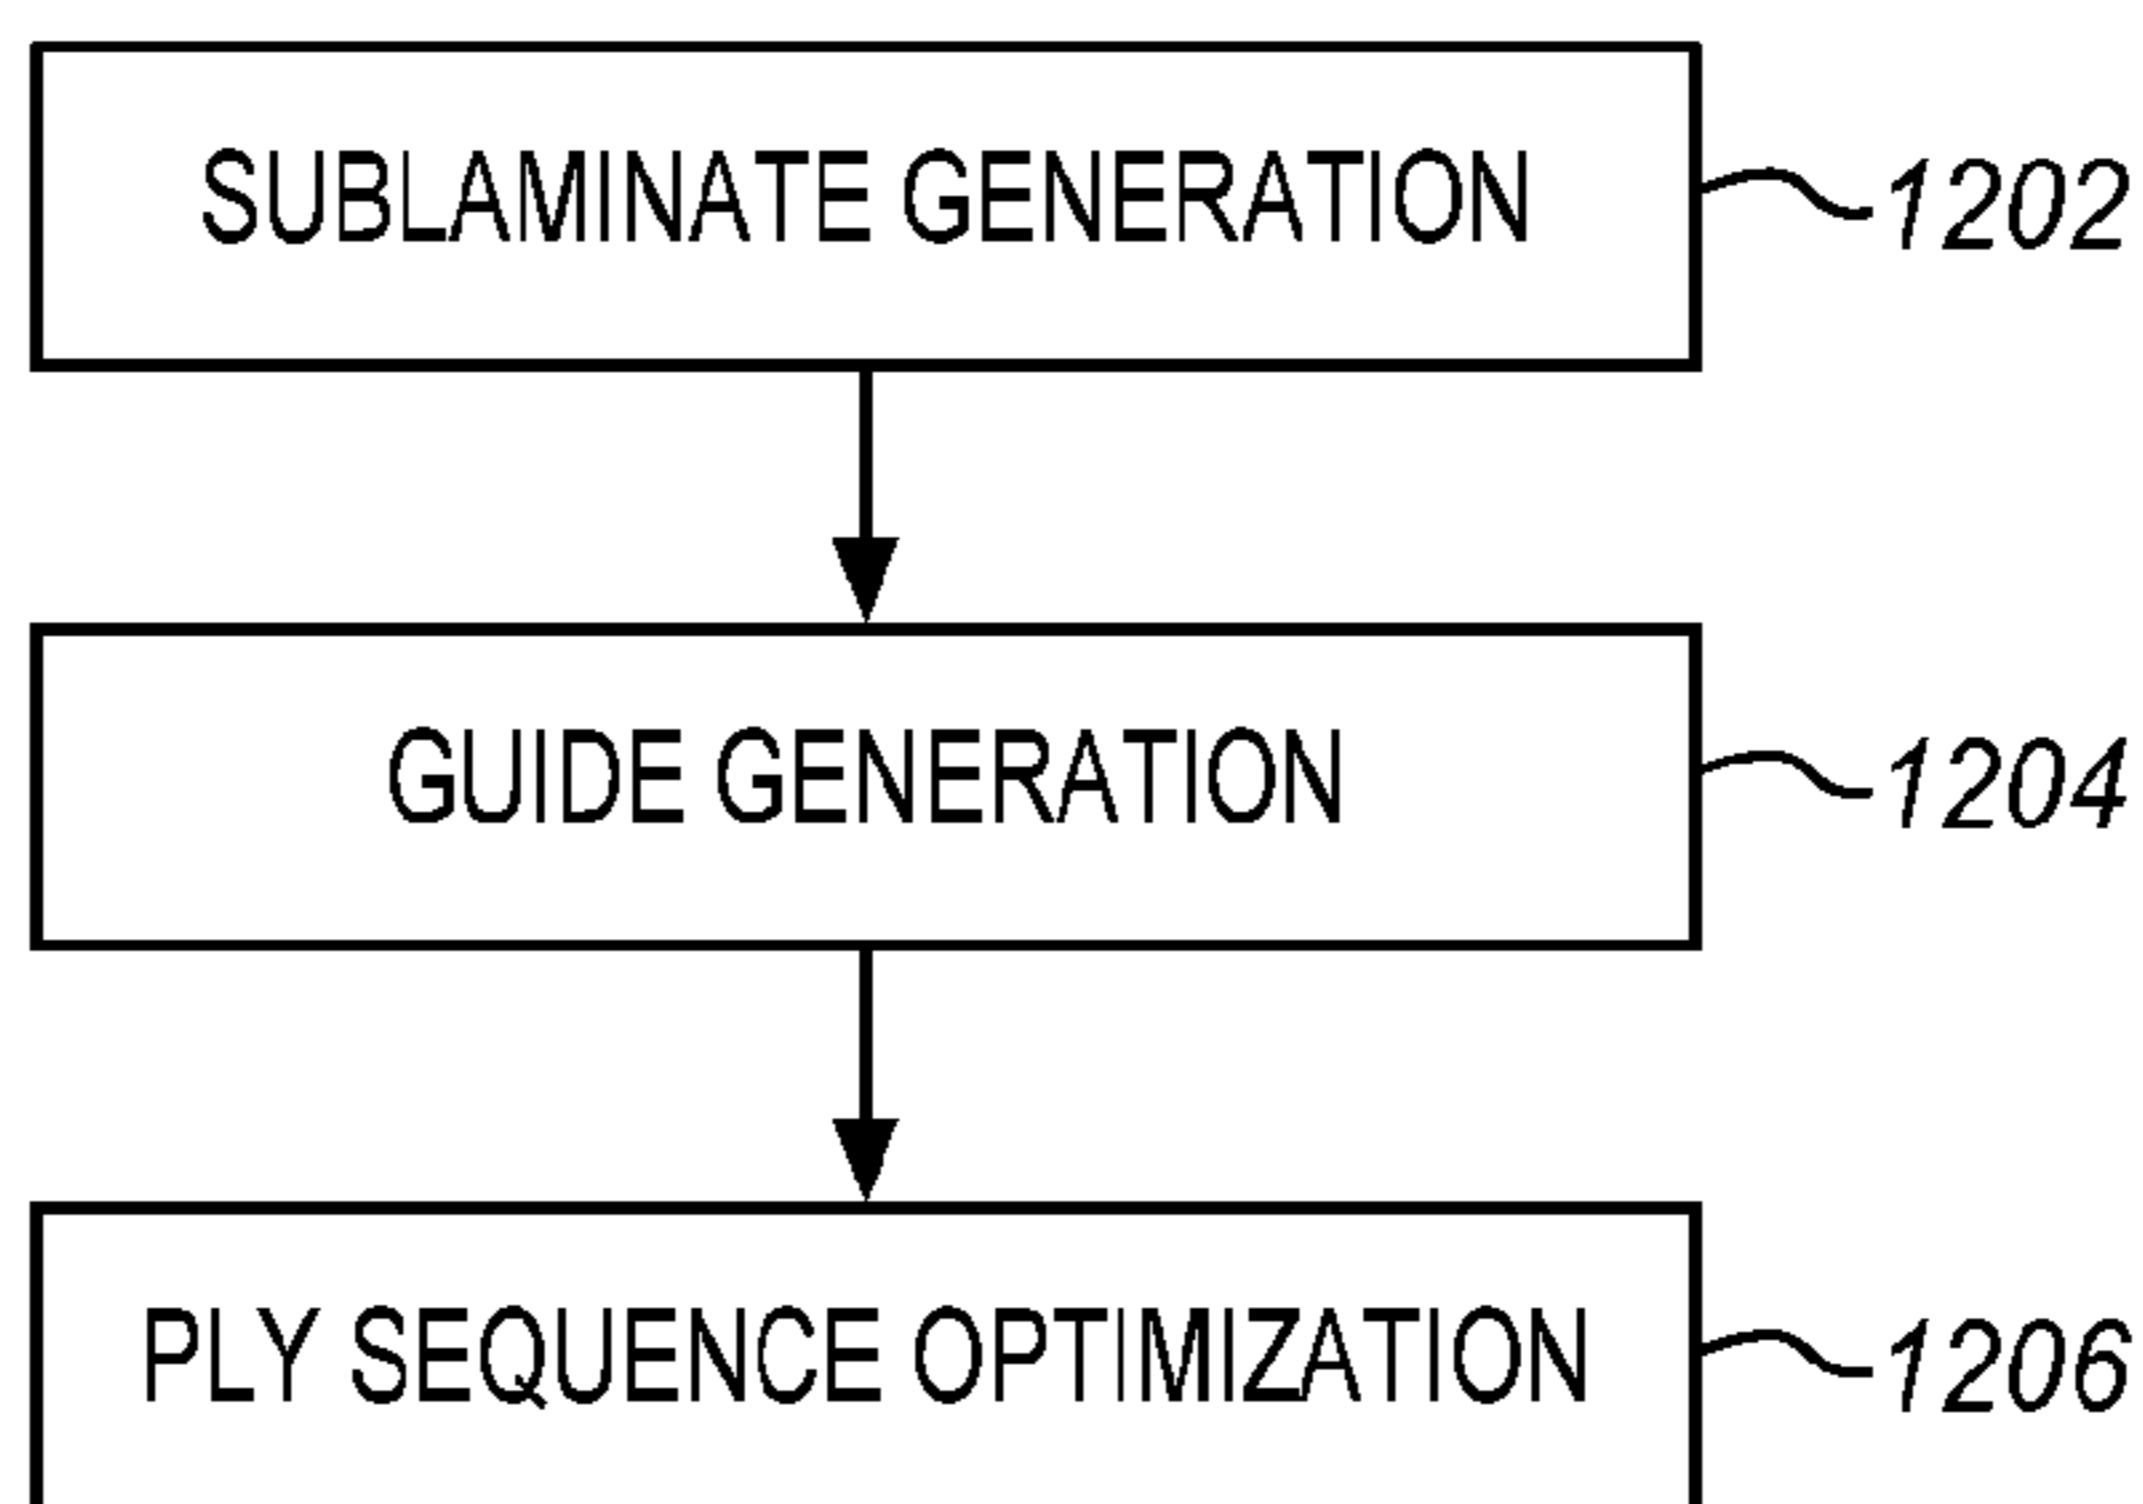 SUBLAMINATE GENERATION
1202
GUIDE GENERATION
1204
PLY SEQUENCE OPTIMIZATION
1206